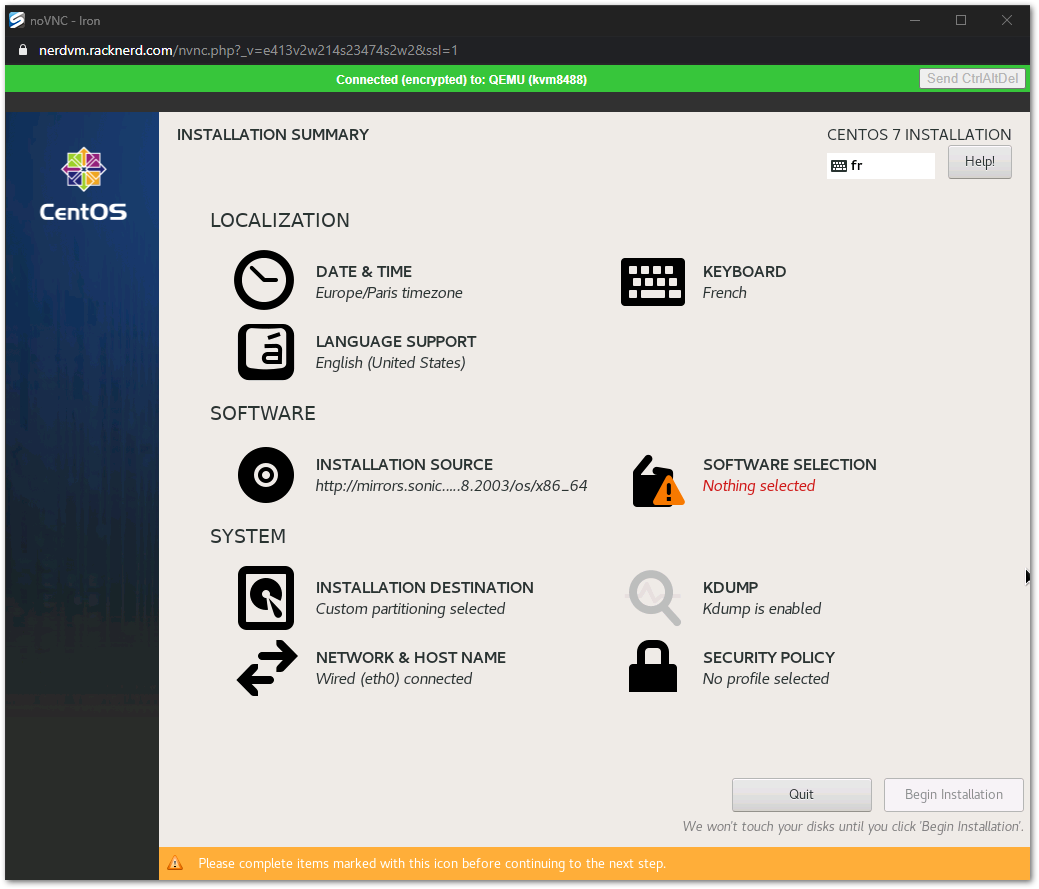 noVNC - Iron
nerdvm.racknerd.com/nvnc.php?_v=e413v2w214s23474s2w2&ssl=1
Connected (encrypted) to: QEMU (kvm8488)
Send CtrlAltDel
CentOS
INSTALLATION SUMMARY
CENTOS 7 INSTALLATION
fr
Help!
LOCALIZATION
DATE & TIME
Europe/Paris timezone
KEYBOARD
French
á
LANGUAGE SUPPORT
English (United States)
SOFTWARE
INSTALLATION SOURCE
http://mirrors.sonic.....8.2003/os/x86_64
SOFTWARE SELECTION
Nothing selected
SYSTEM
INSTALLATION DESTINATION
Custom partitioning selected
KDUMP
Kdump is enabled
NETWORK & HOST NAME
Wired (eth0) connected
SECURITY POLICY
No profile selected
Quit
Begin Installation
We won't touch your disks until you click 'Begin Installation'.
Please complete items marked with this icon before continuing to the next step.